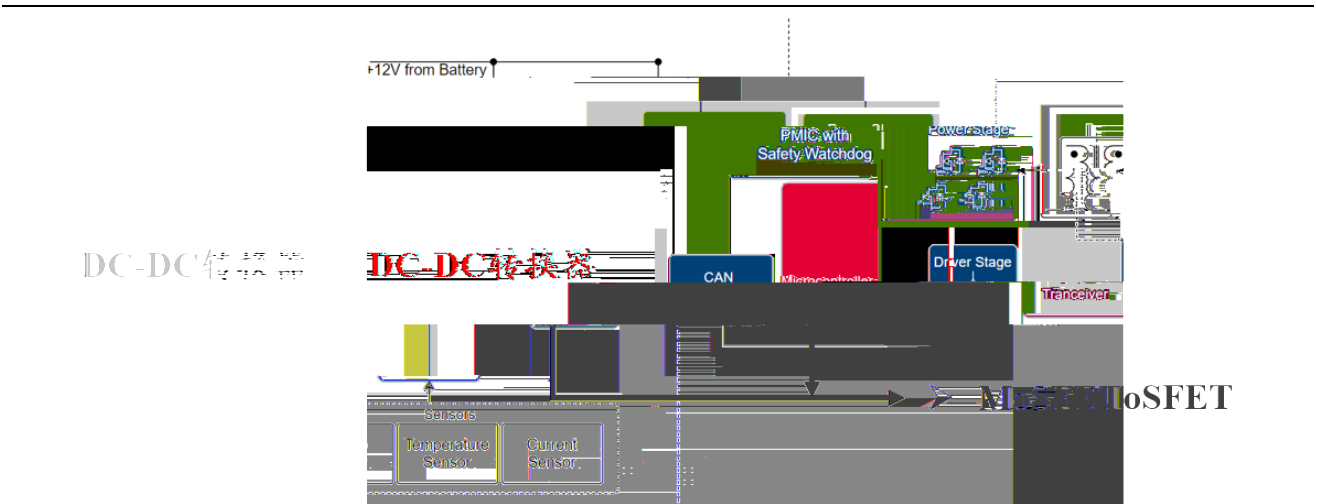 +12V from Battery
PMIC with
Safety Watchdog
Power Stage
DC-DC转换器
DC-DC转换器
CAN
Microcontroller
Driver Stage
Tranceiver
Sensors
Temperature
Sensor
Current
Sensor